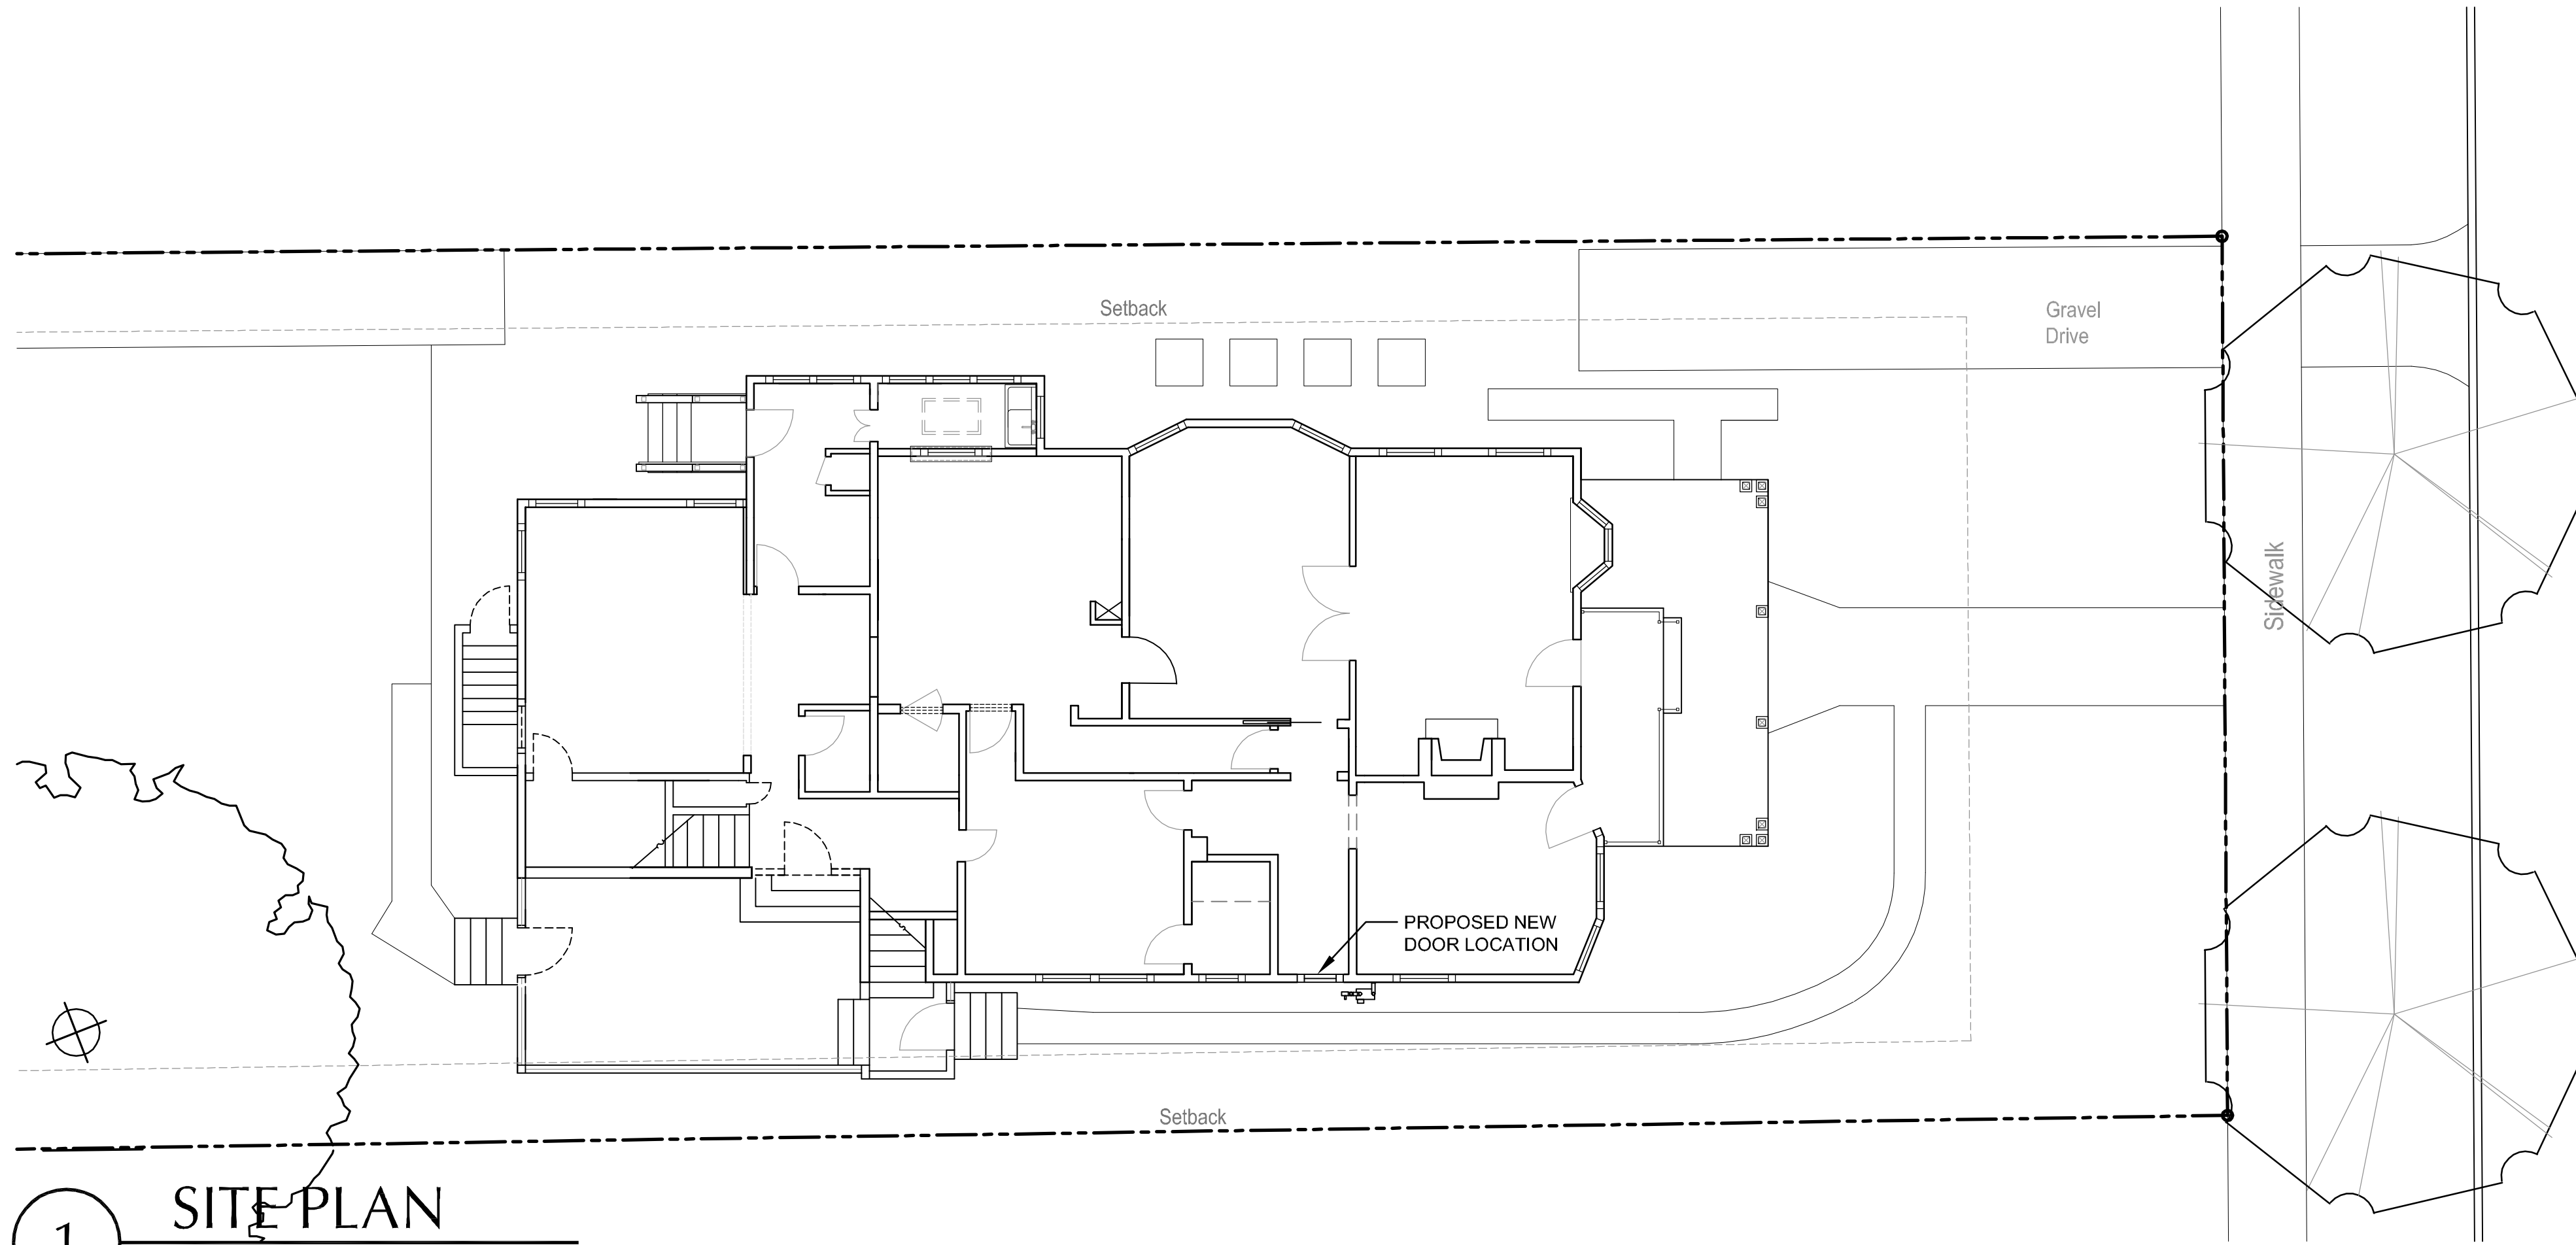 Setback
Gravel
Drive
Sidewalk
PROPOSED NEW
DOOR LOCATION
Setback
1
SITE PLAN